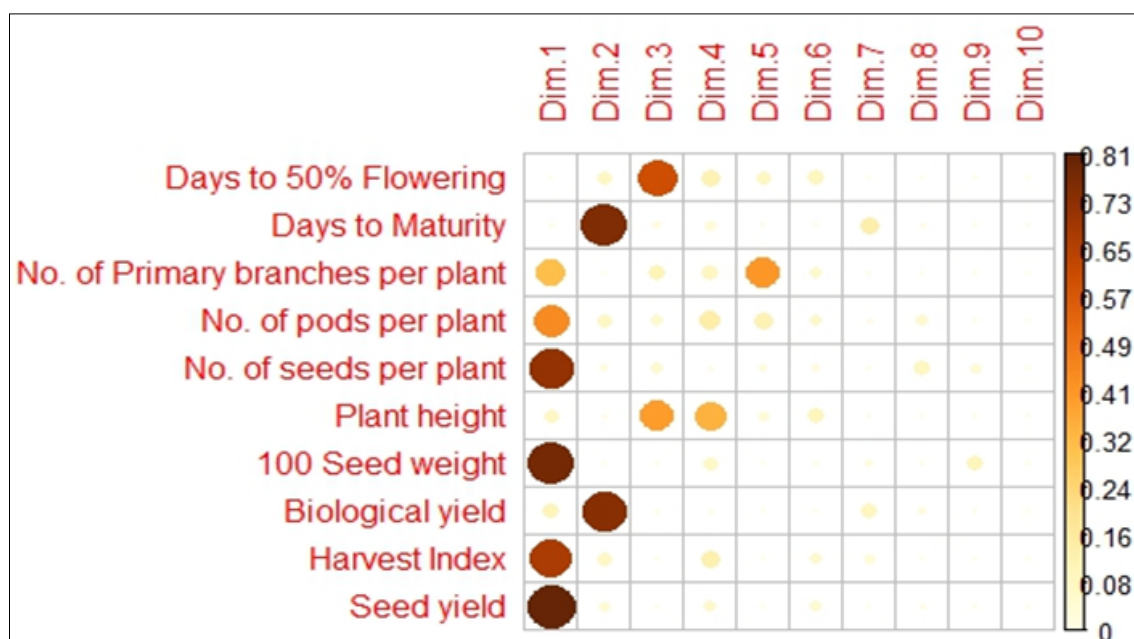 Dim.1 Dim.2 Dim.3 Dim.4 Dim.5 Dim.6 Dim.7 Dim.8 Dim.9 Dim.10
Days to 50% Flowering
Days to Maturity
No. of Primary branches per plant
No. of pods per plant
No. of seeds per plant
Plant height
100 Seed weight
Biological yield
Harvest Index
Seed yield
0.81
0.73
0.65
0.57
0.49
0.41
0.32
0.24
0.16
0.08
0